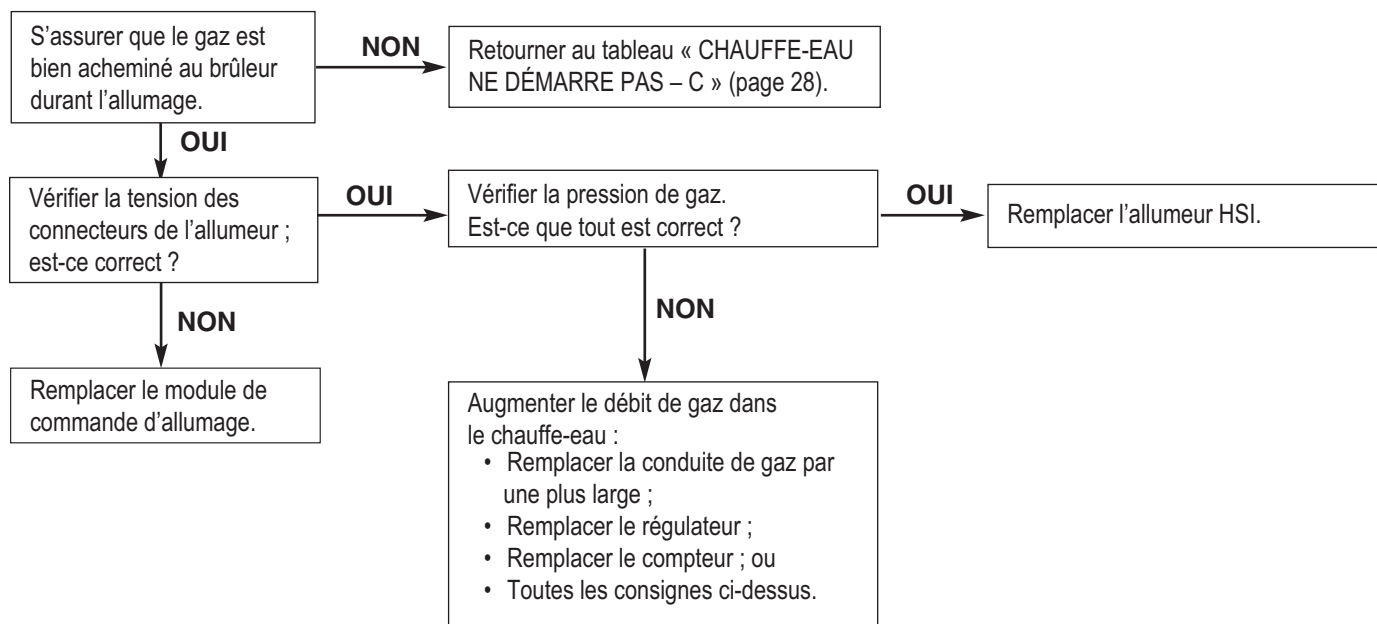 S’assurer que le gaz est
bien acheminé au brûleur
durant l’allumage.
NON
Retourner au tableau « CHAUFFE-EAU
NE DÉMARRE PAS – C » (page 28).
OUI
Vérifier la tension des
connecteurs de l’allumeur ;
est-ce correct ?
OUI
Vérifier la pression de gaz.
Est-ce que tout est correct ?
OUI
Remplacer l’allumeur HSI.
NON
Remplacer le module de
commande d’allumage.
NON
Augmenter le débit de gaz dans
le chauffe-eau :
• Remplacer la conduite de gaz par
une plus large ;
• Remplacer le régulateur ;
• Remplacer le compteur ; ou
• Toutes les consignes ci-dessus.